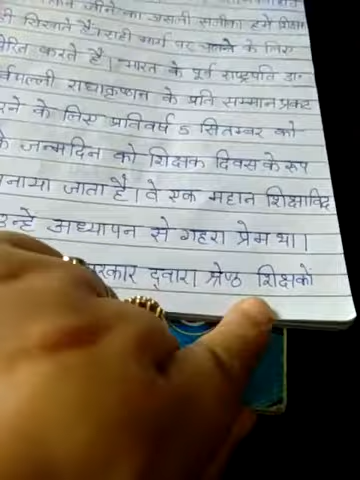 जीने का असली सलीका हमें शिक्षक
ही सिखाते हैं। सही मार्ग पर चलने के लिए
प्रेरित करते हैं। भारत के पूर्व राष्ट्रपति डा.
सर्वपल्ली राधाकृष्णन के प्रति सम्मान प्रकट
करने के लिए प्रतिवर्ष 5 सितम्बर को
के जन्मदिन को शिक्षक दिवस के रूप
मनाया जाता है। वे एक महान शिक्षाविद
उन्हें अध्यापन से गहरा प्रेम था।
सरकार द्वारा श्रेष्ठ शिक्षकों